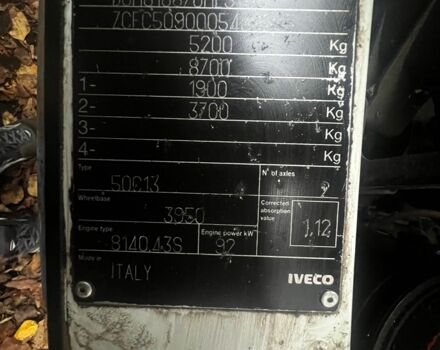 ZCFC50900054
5200 Kg
8700 Kg
1- 1900 Kg
2- 3700 Kg
3- Kg
4- Kg
Type N° of axles
50C13 2
Wheelbase Corrected absorption value
3950 1.12
Engine type Engine power kW
8140.43S 92
Made in
ITALY IVECO